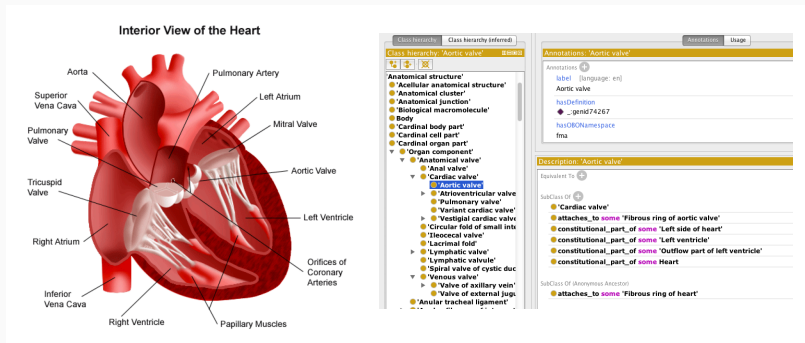 Interior View of the Heart
Aorta
Pulmonary Artery
Superior
Vena Cava
Left Atrium
Mitral Valve
Pulmonary
Valve
Aortic Valve
Tricuspid
Valve
Left Ventricle
Right Atrium
Orifices of
Coronary
Arteries
Inferior
Vena Cava
Right Ventricle
Papillary Muscles
Class hierarchy Class hierarchy (inferred)
Class hierarchy: 'Aortic valve'
'Anatomical structure'
'Acellular anatomical structure'
'Anatomical cluster'
'Anatomical junction'
'Biological macromolecule'
Body
'Cardinal body part'
'Cardinal cell part'
'Cardinal organ part'
'Organ component'
'Anatomical valve'
'Anal valve'
'Cardiac valve'
'Aortic valve'
'Atrioventricular valve
'Pulmonary valve'
'Variant cardiac valve
'Vestigial cardiac valve
'Circular fold of small inte
'Ileocecal valve'
'Lacrimal fold'
'Lymphatic valve'
'Lymphatic valvule'
'Spiral valve of cystic duc
'Venous valve'
'Valve of axillary vein'
'Valve of external jugu
'Anular tracheal ligament'
Annotations Usage
Annotations: 'Aortic valve'
Annotations
label [language: en]
Aortic valve
hasDefinition
_:genid74267
hasOBONamespace
fma
Description: 'Aortic valve'
Equivalent To
SubClass Of
'Cardiac valve'
attaches_to some 'Fibrous ring of aortic valve'
constitutional_part_of some 'Left side of heart'
constitutional_part_of some 'Left ventricle'
constitutional_part_of some 'Outflow part of left ventricle'
constitutional_part_of some Heart
SubClass Of (Anonymous Ancestor)
attaches_to some 'Fibrous ring of heart'